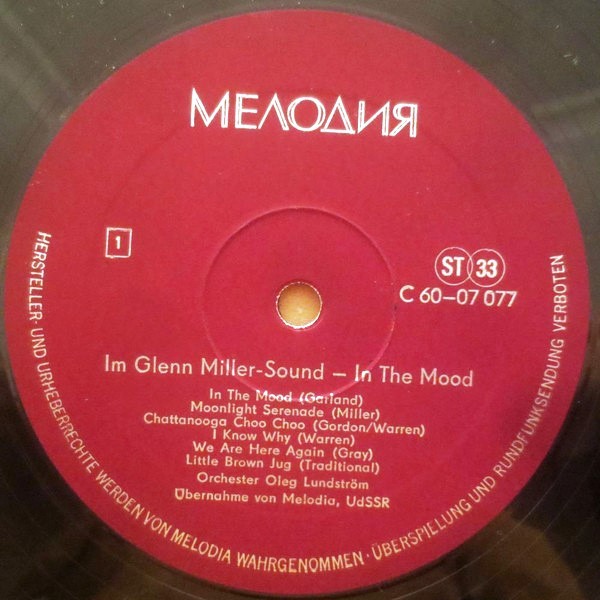 МЕЛОДИЯ
1
ST 33
C 60-07 077
Im Glenn Miller-Sound – In The Mood
In The Mood (Garland)
Moonlight Serenade (Miller)
Chattanooga Choo Choo (Gordon/Warren)
I Know Why (Warren)
We Are Here Again (Gray)
Little Brown Jug (Traditional)
Orchester Oleg Lundström
Übernahme von Melodia, UdSSR
HERSTELLER- UND URHEBERRECHTE WERDEN VON MELODIA WAHRGENOMMEN · ÜBERSPIELUNG UND RUNDFUNKSENDUNG VERBOTEN